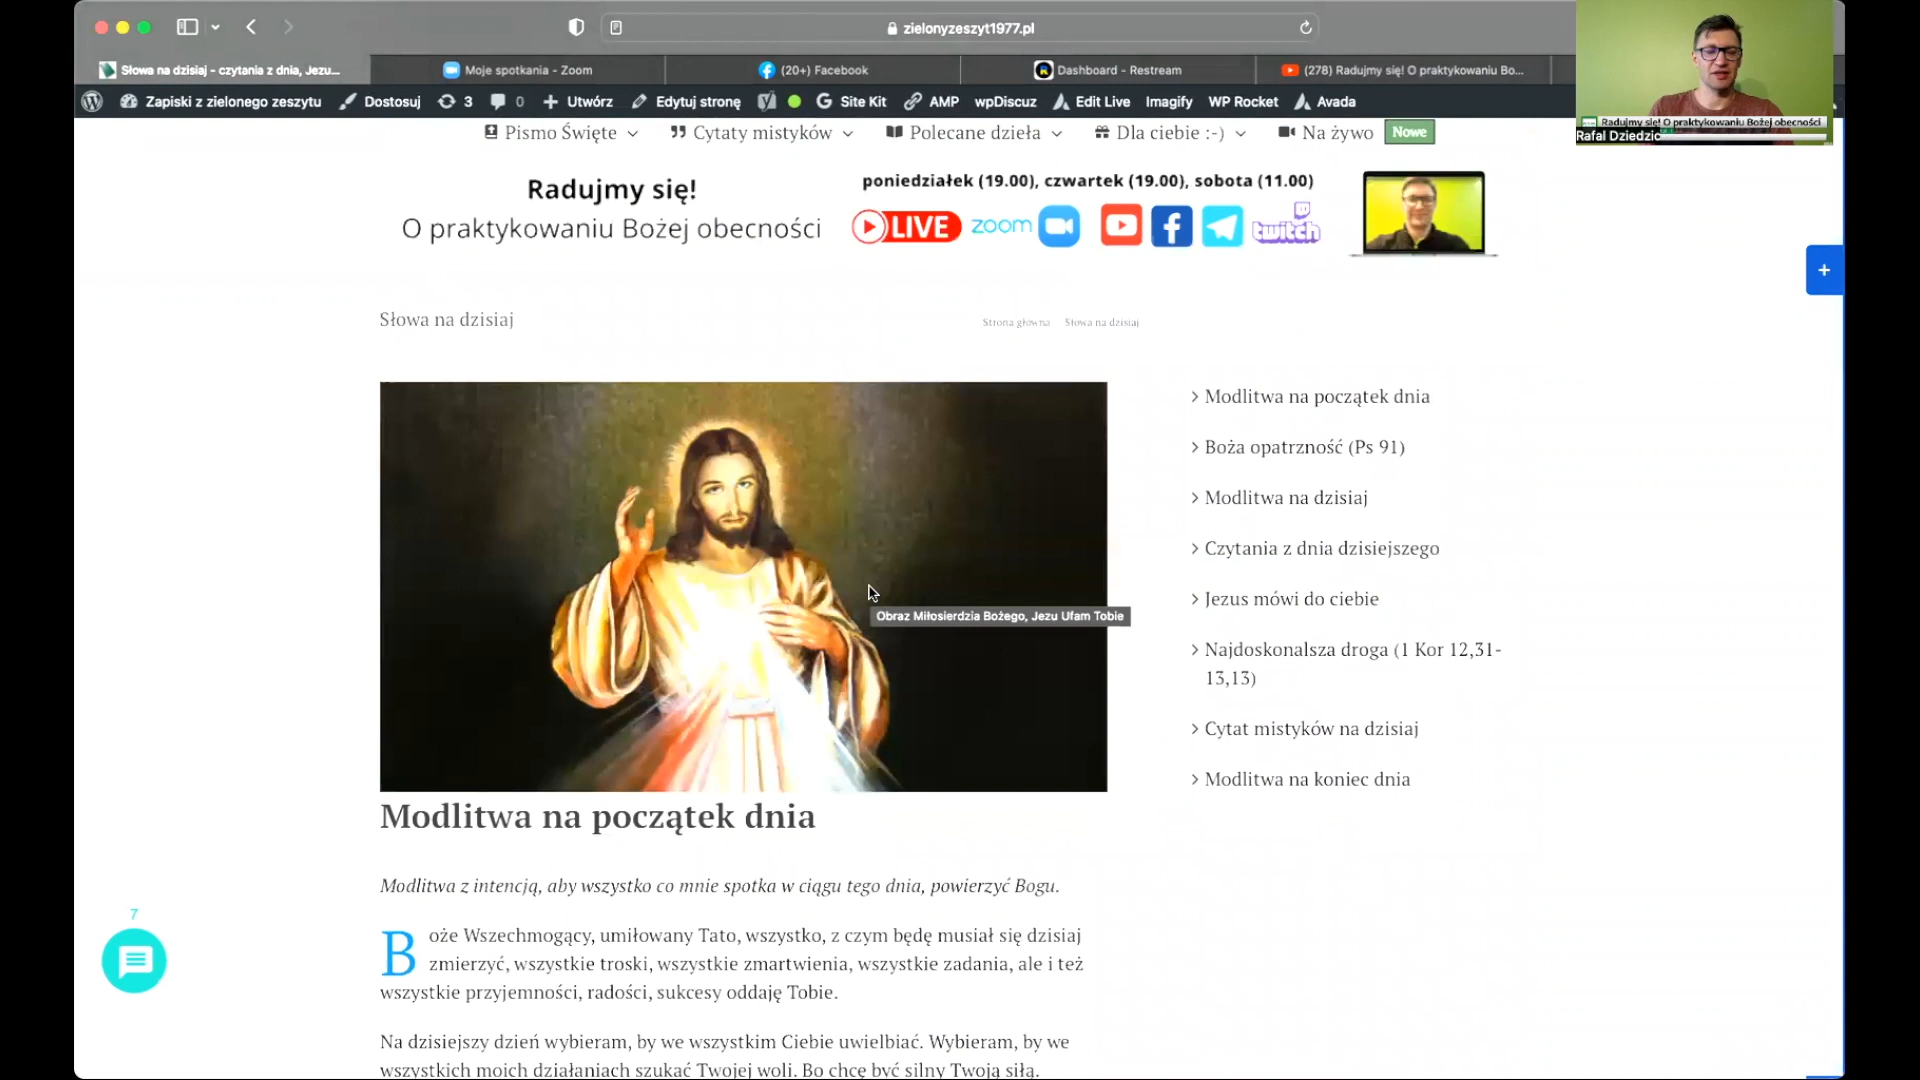 zielonyzeszyt1977.pl
Słowa na dzisiaj - czytania z dnia, Jezu...
Moje spotkania - Zoom
(20+) Facebook
Dashboard - Restream
(278) Radujmy się! O praktykowaniu Bo...
Zapiski z zielonego zeszytu
Dostosuj
3
0
Utwórz
Edytuj stronę
Site Kit
AMP
wpDiscuz
Edit Live
Imagify
WP Rocket
Avada
Radujmy się! O praktykowaniu Bożej obecności
Rafał Dziedzic
Pismo Święte
Cytaty mistyków
Polecane dzieła
Dla ciebie :-)
Na żywo
Nowe
Radujmy się!
O praktykowaniu Bożej obecności
poniedziałek (19.00), czwartek (19.00), sobota (11.00)
LIVE
zoom
twitch
+
Słowa na dzisiaj
Strona główna
Słowa na dzisiaj
Obraz Miłosierdzia Bożego, Jezu Ufam Tobie
Modlitwa na początek dnia
Boża opatrzność (Ps 91)
Modlitwa na dzisiaj
Czytania z dnia dzisiejszego
Jezus mówi do ciebie
Najdoskonalsza droga (1 Kor 12,31-
13,13)
Cytat mistyków na dzisiaj
Modlitwa na koniec dnia
Modlitwa na początek dnia
Modlitwa z intencją, aby wszystko co mnie spotka w ciągu tego dnia, powierzyć Bogu.
Boże Wszechmogący, umiłowany Tato, wszystko, z czym będę musiał się dzisiaj
zmierzyć, wszystkie troski, wszystkie zmartwienia, wszystkie zadania, ale i też
wszystkie przyjemności, radości, sukcesy oddaję Tobie.
Na dzisiejszy dzień wybieram, by we wszystkim Ciebie uwielbiać. Wybieram, by we
wszystkich moich działaniach szukać Twojej woli. Bo chcę być silny Twoją siłą.
7